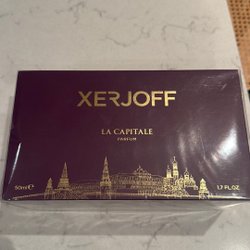 XERJOFF
LA CAPITALE
PARFUM
50ml℮
1.7 FL.OZ